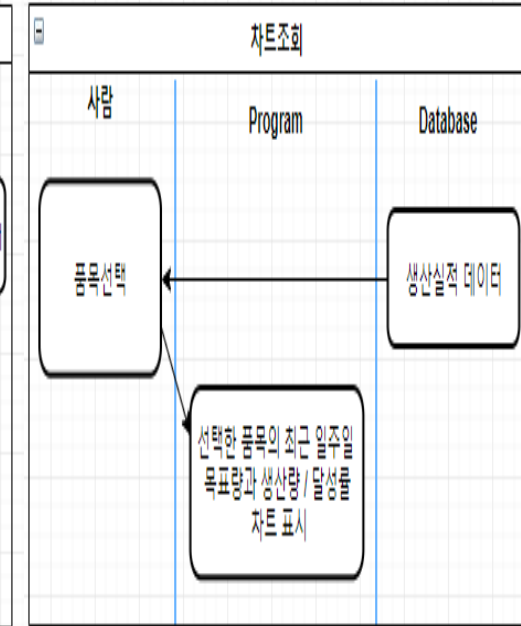 차트조회
사람
Program
Database
품목선택
생산실적 데이터
선택한 품목의 최근 일주일
목표량과 생산량 / 달성률
차트 표시